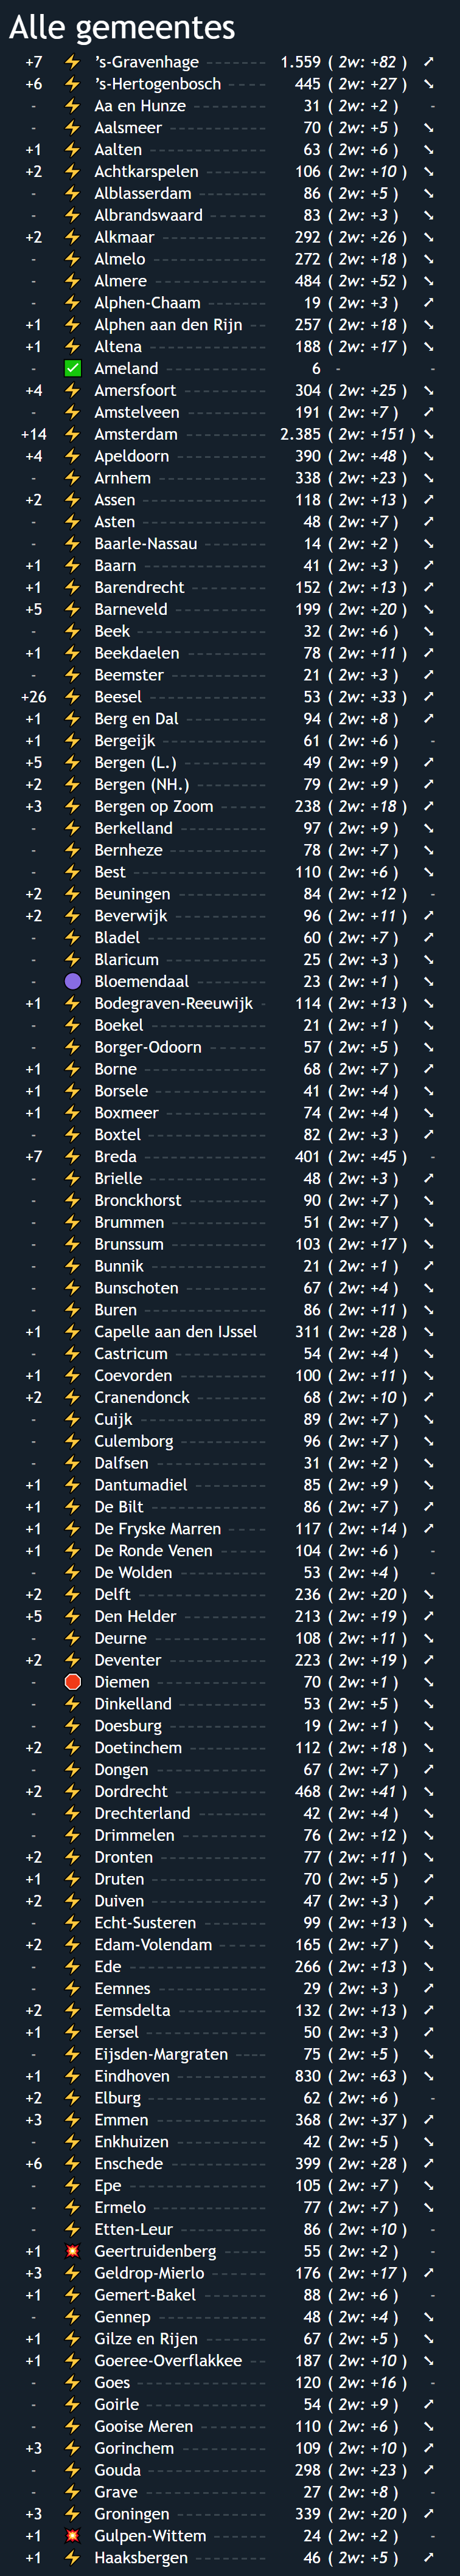 Alle gemeentes
+7 ⚡ ’s-Gravenhage 1.559 ( 2w: +82 ) ➚
+6 ⚡ ’s-Hertogenbosch 445 ( 2w: +27 ) ➘
- ⚡ Aa en Hunze 31 ( 2w: +2 ) -
- ⚡ Aalsmeer 70 ( 2w: +5 ) ➘
+1 ⚡ Aalten 63 ( 2w: +6 ) ➘
+2 ⚡ Achtkarspelen 106 ( 2w: +10 ) ➘
- ⚡ Alblasserdam 86 ( 2w: +5 ) ➘
- ⚡ Albrandswaard 83 ( 2w: +3 ) ➘
+2 ⚡ Alkmaar 292 ( 2w: +26 ) ➘
- ⚡ Almelo 272 ( 2w: +18 ) ➘
- ⚡ Almere 484 ( 2w: +52 ) ➘
- ⚡ Alphen-Chaam 19 ( 2w: +3 ) ➚
+1 ⚡ Alphen aan den Rijn 257 ( 2w: +18 ) ➘
+1 ⚡ Altena 188 ( 2w: +17 ) ➘
- ✅ Ameland 6 - -
+4 ⚡ Amersfoort 304 ( 2w: +25 ) ➘
- ⚡ Amstelveen 191 ( 2w: +7 ) ➚
+14 ⚡ Amsterdam 2.385 ( 2w: +151 ) ➘
+4 ⚡ Apeldoorn 390 ( 2w: +48 ) ➘
- ⚡ Arnhem 338 ( 2w: +23 ) ➘
+2 ⚡ Assen 118 ( 2w: +13 ) ➚
- ⚡ Asten 48 ( 2w: +7 ) ➚
- ⚡ Baarle-Nassau 14 ( 2w: +2 ) ➘
+1 ⚡ Baarn 41 ( 2w: +3 ) ➚
+1 ⚡ Barendrecht 152 ( 2w: +13 ) ➚
+5 ⚡ Barneveld 199 ( 2w: +20 ) ➘
- ⚡ Beek 32 ( 2w: +6 ) ➘
+1 ⚡ Beekdaelen 78 ( 2w: +11 ) ➚
- ⚡ Beemster 21 ( 2w: +3 ) ➚
+26 ⚡ Beesel 53 ( 2w: +33 ) ➚
+1 ⚡ Berg en Dal 94 ( 2w: +8 ) ➚
+1 ⚡ Bergeijk 61 ( 2w: +6 ) -
+5 ⚡ Bergen (L.) 49 ( 2w: +9 ) ➚
+2 ⚡ Bergen (NH.) 79 ( 2w: +9 ) ➚
+3 ⚡ Bergen op Zoom 238 ( 2w: +18 ) ➚
- ⚡ Berkelland 97 ( 2w: +9 ) ➘
- ⚡ Bernheze 78 ( 2w: +7 ) ➘
- ⚡ Best 110 ( 2w: +6 ) ➘
+2 ⚡ Beuningen 84 ( 2w: +12 ) -
+2 ⚡ Beverwijk 96 ( 2w: +11 ) ➚
- ⚡ Bladel 60 ( 2w: +7 ) ➚
- ⚡ Blaricum 25 ( 2w: +3 ) ➘
- 🟣 Bloemendaal 23 ( 2w: +1 ) ➘
+1 ⚡ Bodegraven-Reeuwijk 114 ( 2w: +13 ) ➘
- ⚡ Boekel 21 ( 2w: +1 ) ➘
- ⚡ Borger-Odoorn 57 ( 2w: +5 ) ➘
+1 ⚡ Borne 68 ( 2w: +7 ) ➚
+1 ⚡ Borsele 41 ( 2w: +4 ) ➘
+1 ⚡ Boxmeer 74 ( 2w: +4 ) ➘
- ⚡ Boxtel 82 ( 2w: +3 ) ➚
+7 ⚡ Breda 401 ( 2w: +45 ) -
- ⚡ Brielle 48 ( 2w: +3 ) ➚
- ⚡ Bronckhorst 90 ( 2w: +7 ) ➘
- ⚡ Brummen 51 ( 2w: +7 ) ➘
- ⚡ Brunssum 103 ( 2w: +17 ) ➘
- ⚡ Bunnik 21 ( 2w: +1 ) ➚
- ⚡ Bunschoten 67 ( 2w: +4 ) ➘
- ⚡ Buren 86 ( 2w: +11 ) ➘
+1 ⚡ Capelle aan den IJssel 311 ( 2w: +28 ) ➘
- ⚡ Castricum 54 ( 2w: +4 ) ➘
+1 ⚡ Coevorden 100 ( 2w: +11 ) ➘
+2 ⚡ Cranendonck 68 ( 2w: +10 ) ➚
- ⚡ Cuijk 89 ( 2w: +7 ) ➘
- ⚡ Culemborg 96 ( 2w: +7 ) ➘
- ⚡ Dalfsen 31 ( 2w: +2 ) ➘
+1 ⚡ Dantumadiel 85 ( 2w: +9 ) ➘
+1 ⚡ De Bilt 86 ( 2w: +7 ) ➚
+1 ⚡ De Fryske Marren 117 ( 2w: +14 ) ➚
+1 ⚡ De Ronde Venen 104 ( 2w: +6 ) -
- ⚡ De Wolden 53 ( 2w: +4 ) -
+2 ⚡ Delft 236 ( 2w: +20 ) ➘
+5 ⚡ Den Helder 213 ( 2w: +19 ) ➚
- ⚡ Deurne 108 ( 2w: +11 ) ➘
+2 ⚡ Deventer 223 ( 2w: +19 ) ➚
- 🛑 Diemen 70 ( 2w: +1 ) ➘
- ⚡ Dinkelland 53 ( 2w: +5 ) ➘
- ⚡ Doesburg 19 ( 2w: +1 ) ➘
+2 ⚡ Doetinchem 112 ( 2w: +18 ) ➘
- ⚡ Dongen 67 ( 2w: +7 ) ➚
+2 ⚡ Dordrecht 468 ( 2w: +41 ) ➘
- ⚡ Drechterland 42 ( 2w: +4 ) ➘
- ⚡ Drimmelen 76 ( 2w: +12 ) ➘
+2 ⚡ Dronten 77 ( 2w: +11 ) ➘
+1 ⚡ Druten 70 ( 2w: +5 ) ➚
+2 ⚡ Duiven 47 ( 2w: +3 ) ➚
- ⚡ Echt-Susteren 99 ( 2w: +13 ) ➘
+2 ⚡ Edam-Volendam 165 ( 2w: +7 ) ➘
- ⚡ Ede 266 ( 2w: +13 ) ➘
- ⚡ Eemnes 29 ( 2w: +3 ) ➚
+2 ⚡ Eemsdelta 132 ( 2w: +13 ) ➚
+1 ⚡ Eersel 50 ( 2w: +3 ) ➚
- ⚡ Eijsden-Margraten 75 ( 2w: +5 ) ➘
+1 ⚡ Eindhoven 830 ( 2w: +63 ) ➘
+2 ⚡ Elburg 62 ( 2w: +6 ) -
+3 ⚡ Emmen 368 ( 2w: +37 ) ➚
- ⚡ Enkhuizen 42 ( 2w: +5 ) ➘
+6 ⚡ Enschede 399 ( 2w: +28 ) ➚
- ⚡ Epe 105 ( 2w: +7 ) ➘
- ⚡ Ermelo 77 ( 2w: +7 ) ➘
- ⚡ Etten-Leur 86 ( 2w: +10 ) -
+1 💥 Geertruidenberg 55 ( 2w: +2 ) -
+3 ⚡ Geldrop-Mierlo 176 ( 2w: +17 ) ➚
+1 ⚡ Gemert-Bakel 88 ( 2w: +6 ) -
- ⚡ Gennep 48 ( 2w: +4 ) ➘
+1 ⚡ Gilze en Rijen 67 ( 2w: +5 ) ➘
+1 ⚡ Goeree-Overflakkee 187 ( 2w: +10 ) ➘
- ⚡ Goes 120 ( 2w: +16 ) -
- ⚡ Goirle 54 ( 2w: +9 ) ➚
- ⚡ Gooise Meren 110 ( 2w: +6 ) ➘
+3 ⚡ Gorinchem 109 ( 2w: +10 ) ➚
- ⚡ Gouda 298 ( 2w: +23 ) ➚
- ⚡ Grave 27 ( 2w: +8 ) -
+3 ⚡ Groningen 339 ( 2w: +20 ) ➚
+1 💥 Gulpen-Wittem 24 ( 2w: +2 ) -
+1 ⚡ Haaksbergen 46 ( 2w: +5 ) ➚